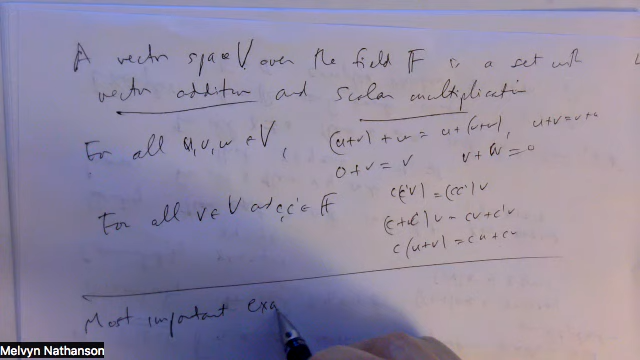 A vector space V over the field F is a set with
vector addition and scalar multiplication
For all u, v, w ∈ V, (u+v) + w = u + (v+w), u+v = v+u
0 + v = v v + w = 0
For all v ∈ V and c, c' ∈ F c(c'v) = (cc')v
(c+c')v = cv + c'v
c(u+v) = cu + cv
Most important exa
Melvyn Nathanson